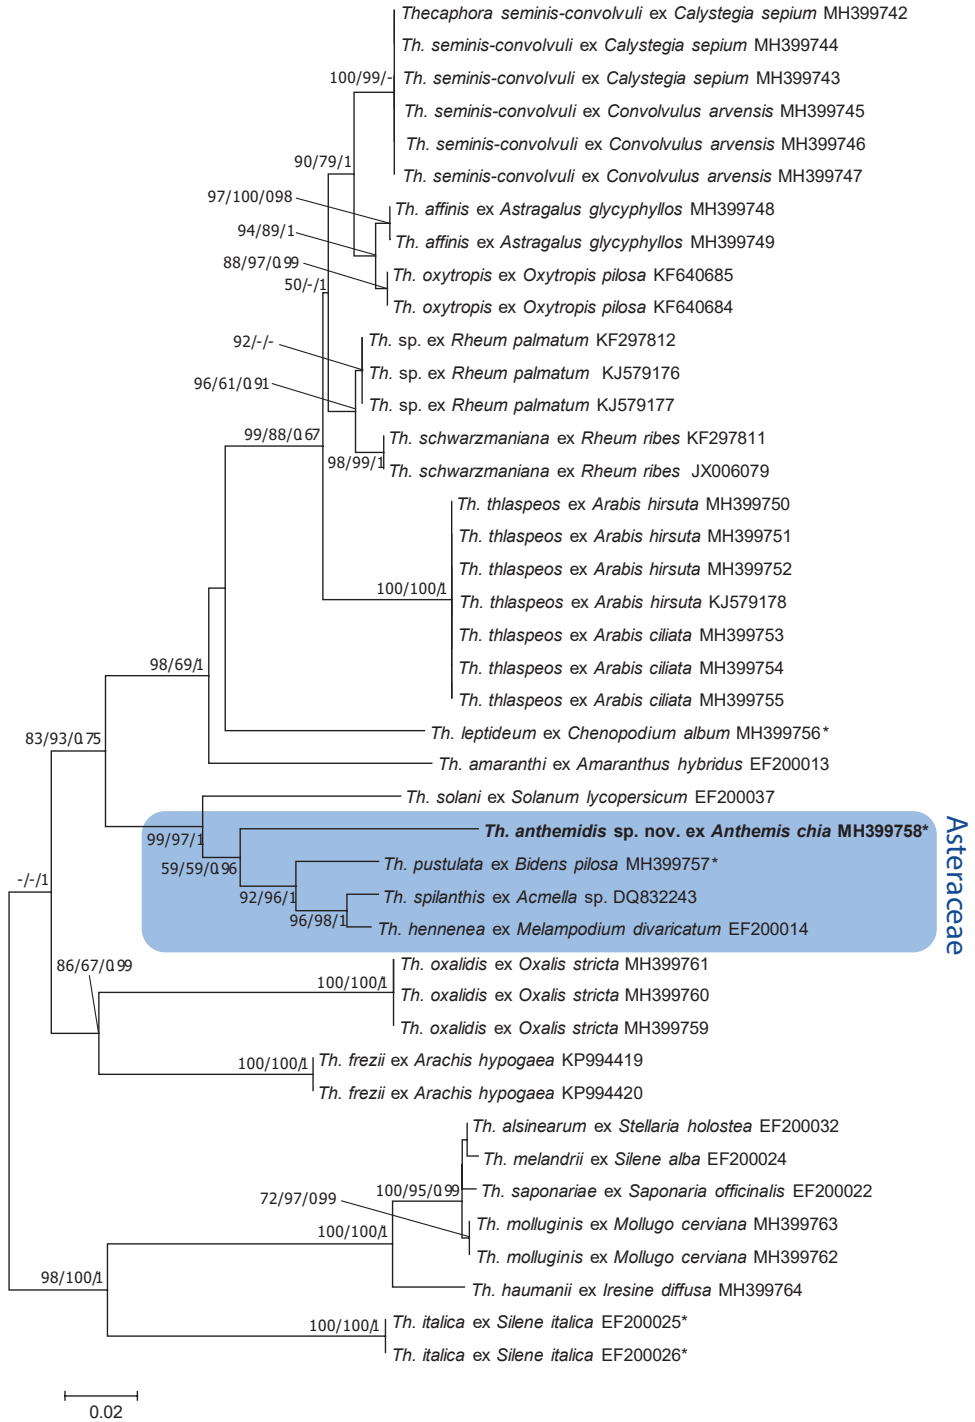 Thecaphora seminis-convolvuli ex Calystegia sepium MH399742
Th. seminis-convolvuli ex Calystegia sepium MH399744
100/99/-
Th. seminis-convolvuli ex Calystegia sepium MH399743
Th. seminis-convolvuli ex Convolvulus arvensis MH399745
Th. seminis-convolvuli ex Convolvulus arvensis MH399746
90/79/1
Th. seminis-convolvuli ex Convolvulus arvensis MH399747
97/100/098
Th. affinis ex Astragalus glycyphyllos MH399748
94/89/1
Th. affinis ex Astragalus glycyphyllos MH399749
88/97/0.99
Th. oxytropis ex Oxytropis pilosa KF640685
50/-/1
Th. oxytropis ex Oxytropis pilosa KF640684
92/-/-
Th. sp. ex Rheum palmatum KF297812
Th. sp. ex Rheum palmatum KJ579176
96/61/0.91
Th. sp. ex Rheum palmatum KJ579177
99/88/0.67
Th. schwarzmaniana ex Rheum ribes KF297811
98/99/1
Th. schwarzmaniana ex Rheum ribes JX006079
Th. thlaspeos ex Arabis hirsuta MH399750
Th. thlaspeos ex Arabis hirsuta MH399751
Th. thlaspeos ex Arabis hirsuta MH399752
100/100/1
Th. thlaspeos ex Arabis hirsuta KJ579178
Th. thlaspeos ex Arabis ciliata MH399753
98/69/1
Th. thlaspeos ex Arabis ciliata MH399754
Th. thlaspeos ex Arabis ciliata MH399755
83/93/0.75
Th. leptideum ex Chenopodium album MH399756*
Th. amaranthi ex Amaranthus hybridus EF200013
Th. solani ex Solanum lycopersicum EF200037
99/97/1
Th. anthemidis sp. nov. ex Anthemis chia MH399758*
59/59/0.96
Th. pustulata ex Bidens pilosa MH399757*
92/96/1
Th. spilanthis ex Acmella sp. DQ832243
96/98/1
Th. hennenea ex Melampodium divaricatum EF200014
Asteraceae
-/-/1
86/67/0.99
Th. oxalidis ex Oxalis stricta MH399761
100/100/1
Th. oxalidis ex Oxalis stricta MH399760
Th. oxalidis ex Oxalis stricta MH399759
100/100/1
Th. frezii ex Arachis hypogaea KP994419
Th. frezii ex Arachis hypogaea KP994420
Th. alsinearum ex Stellaria holostea EF200032
Th. melandrii ex Silene alba EF200024
100/95/0.99
Th. saponariae ex Saponaria officinalis EF200022
72/97/099
Th. molluginis ex Mollugo cerviana MH399763
100/100/1
Th. molluginis ex Mollugo cerviana MH399762
98/100/1
Th. haumanii ex Iresine diffusa MH399764
100/100/1
Th. italica ex Silene italica EF200025*
Th. italica ex Silene italica EF200026*
0.02